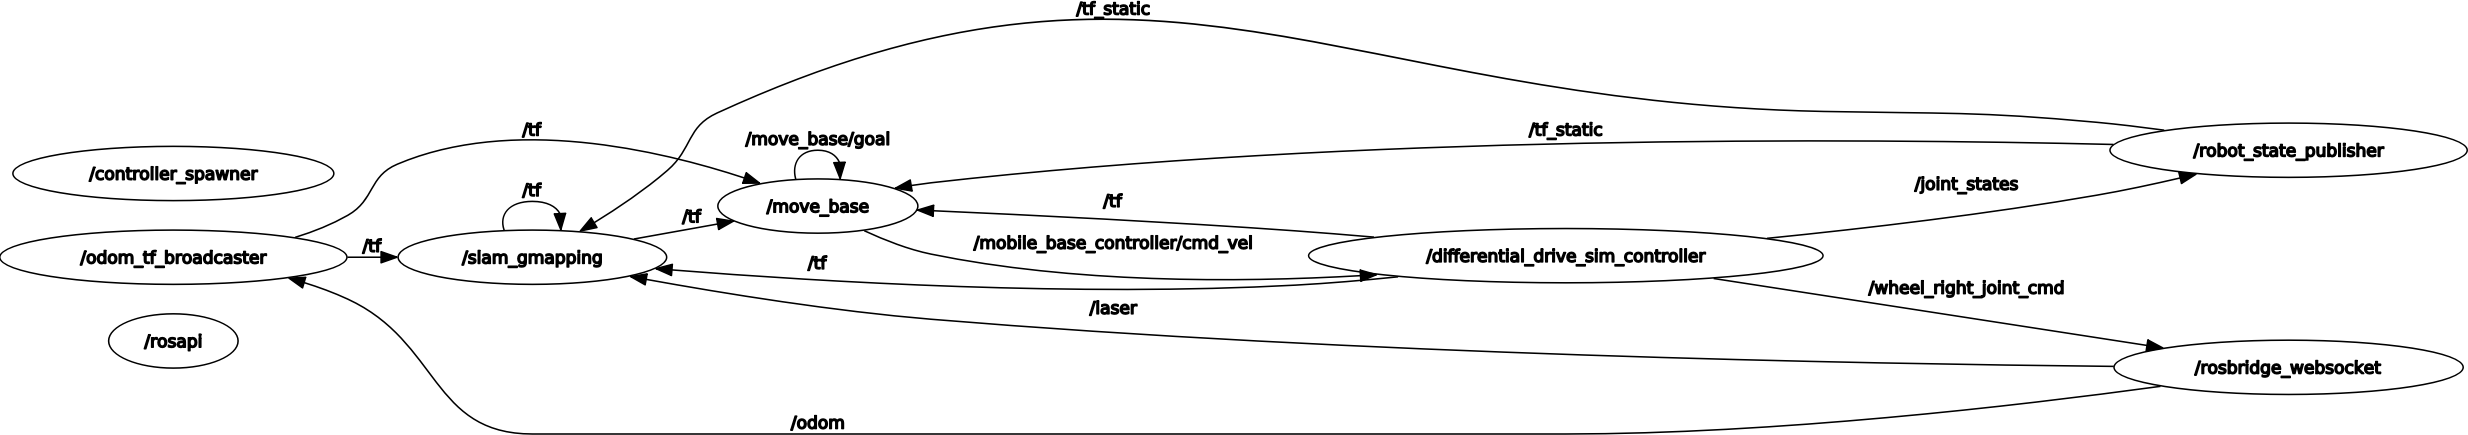 /tf_static
/tf
/tf_static
/move_base/goal
/robot_state_publisher
/controller_spawner
/joint_states
/tf
/tf
/move_base
/tf
/mobile_base_controller/cmd_vel
/tf
/odom_tf_broadcaster
/slam_gmapping
/differential_drive_sim_controller
/tf
/wheel_right_joint_cmd
/laser
/rosapi
/rosbridge_websocket
/odom